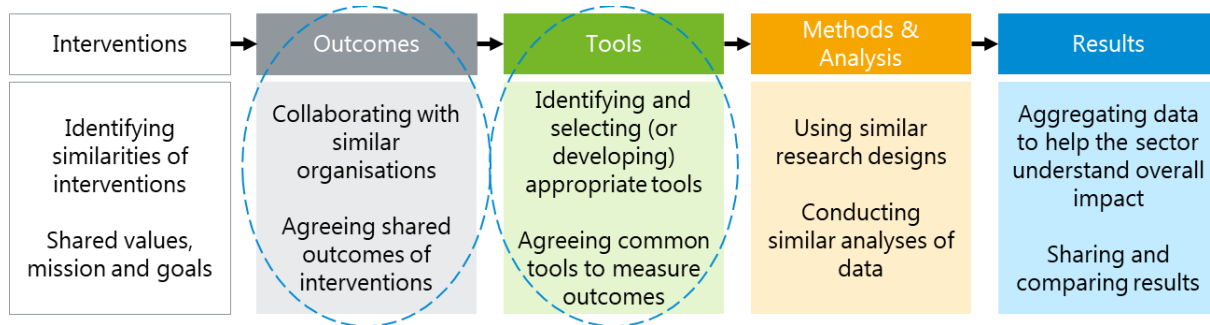 Interventions
Outcomes
Tools
Methods &
Analysis
Results
Identifying
similarities of
interventions
Shared values,
mission and goals
Collaborating with
similar
organisations
Agreeing shared
outcomes of
interventions
Identifying and
selecting (or
developing)
appropriate tools
Agreeing common
tools to measure
outcomes
Using similar
research designs
Conducting
similar analyses of
data
Aggregating data
to help the sector
understand overall
impact
Sharing and
comparing results